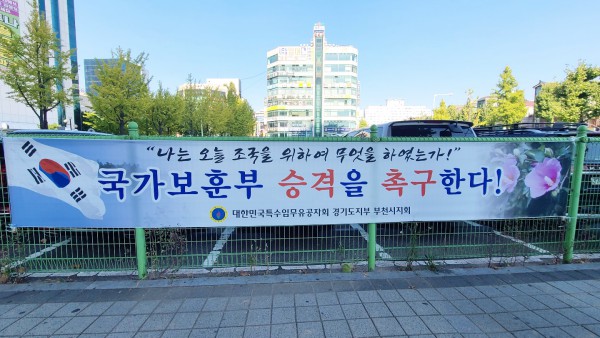 "나는 오늘 조국을 위하여 무엇을 하였는가!"
국가보훈부 승격을 촉구한다!
대한민국특수임무유공자회 경기도지부 부천시지회